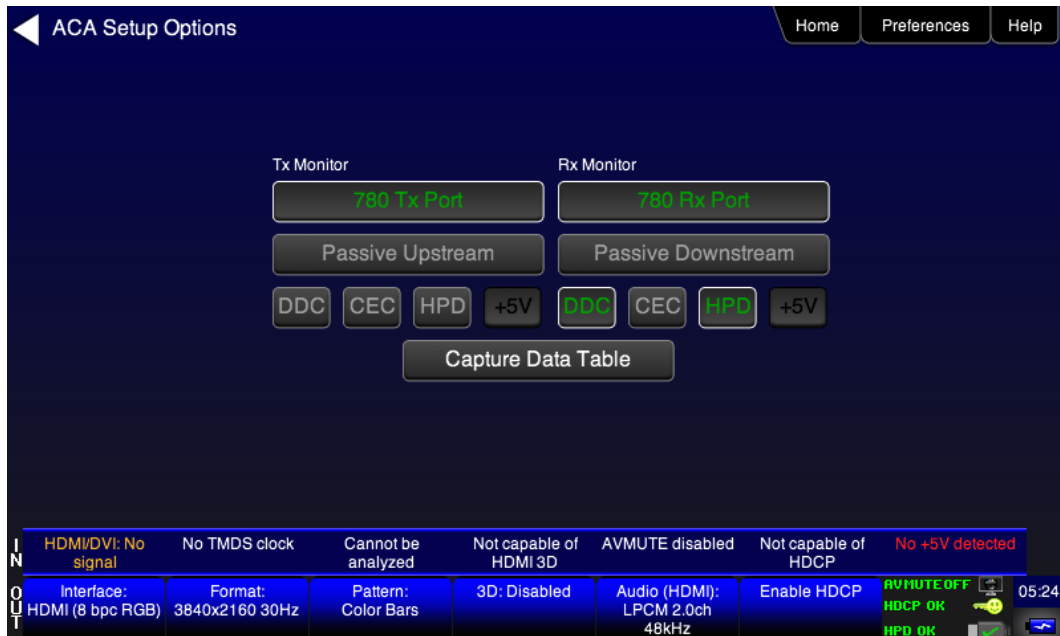 ACA Setup Options
Home
Preferences
Help
Tx Monitor
Rx Monitor
780 Tx Port
780 Rx Port
Passive Upstream
Passive Downstream
DDC
CEC
HPD
+5V
DDC
CEC
HPD
+5V
Capture Data Table
IN
HDMI/DVI: No
signal
No TMDS clock
Cannot be
analyzed
Not capable of
HDMI 3D
AVMUTE disabled
Not capable of
HDCP
No +5V detected
OUT
Interface:
HDMI (8 bpc RGB)
Format:
3840x2160 30Hz
Pattern:
Color Bars
3D: Disabled
Audio (HDMI):
LPCM 2.0ch
48kHz
Enable HDCP
AVMUTEOFF
HDCP OK
HPD OK
05:24